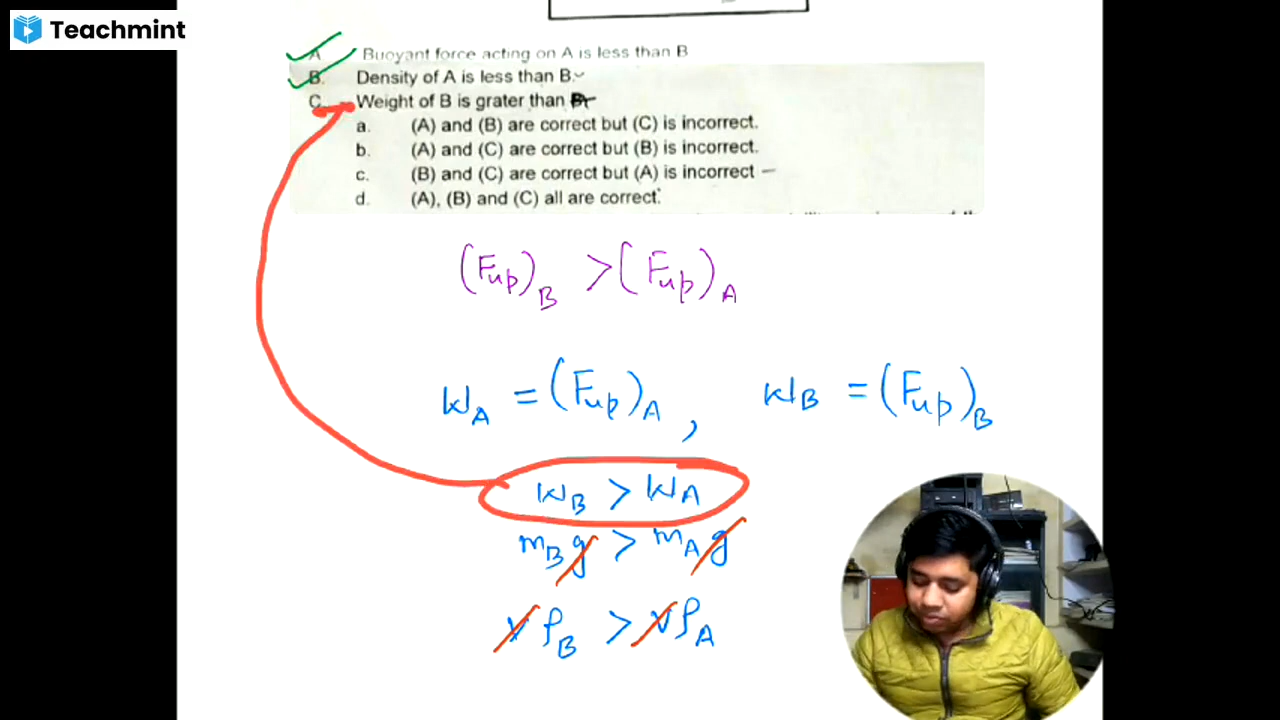 Teachmint
A Buoyant force acting on A is less than B
B. Density of A is less than B.
C. Weight of B is grater than
a. (A) and (B) are correct but (C) is incorrect.
b. (A) and (C) are correct but (B) is incorrect.
c. (B) and (C) are correct but (A) is incorrect
d. (A), (B) and (C) all are correct.
(Fup)B > (Fup)A
WA = (Fup)A, WB = (Fup)B
WB > WA
mBg > mAg
VρB > VρA